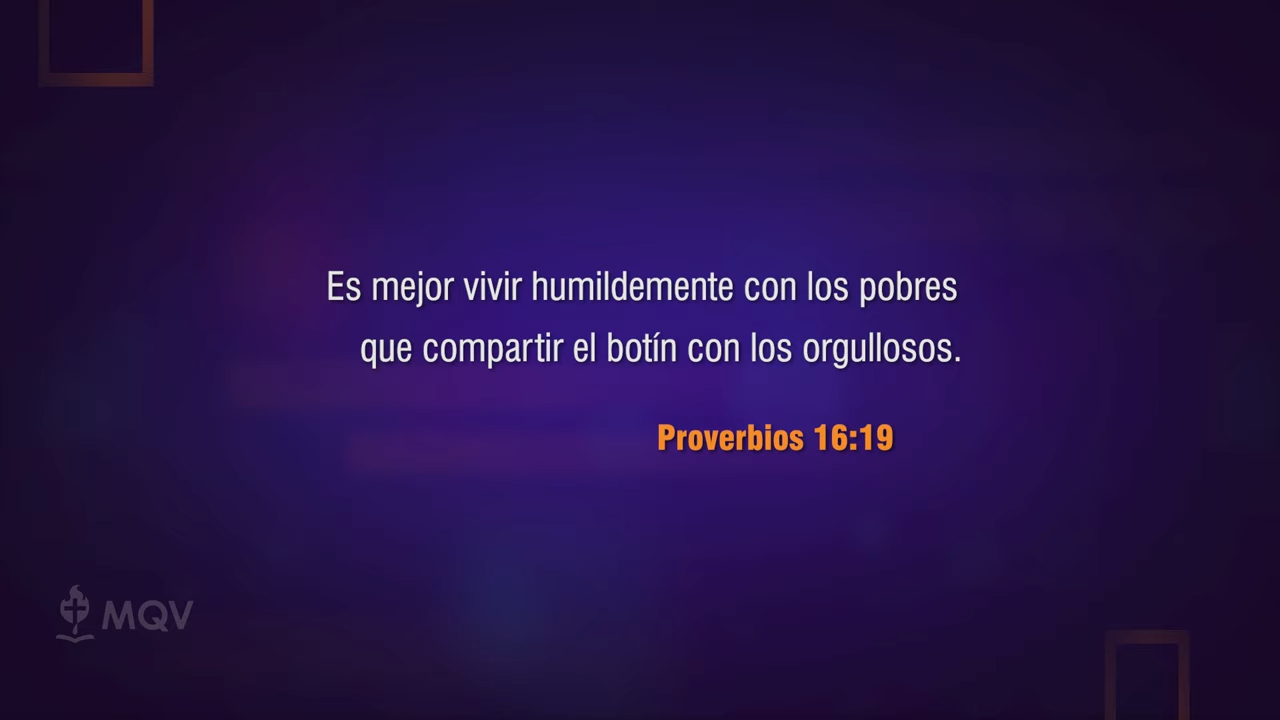 Es mejor vivir humildemente con los pobres
que compartir el botín con los orgullosos.
Proverbios 16:19
MQV